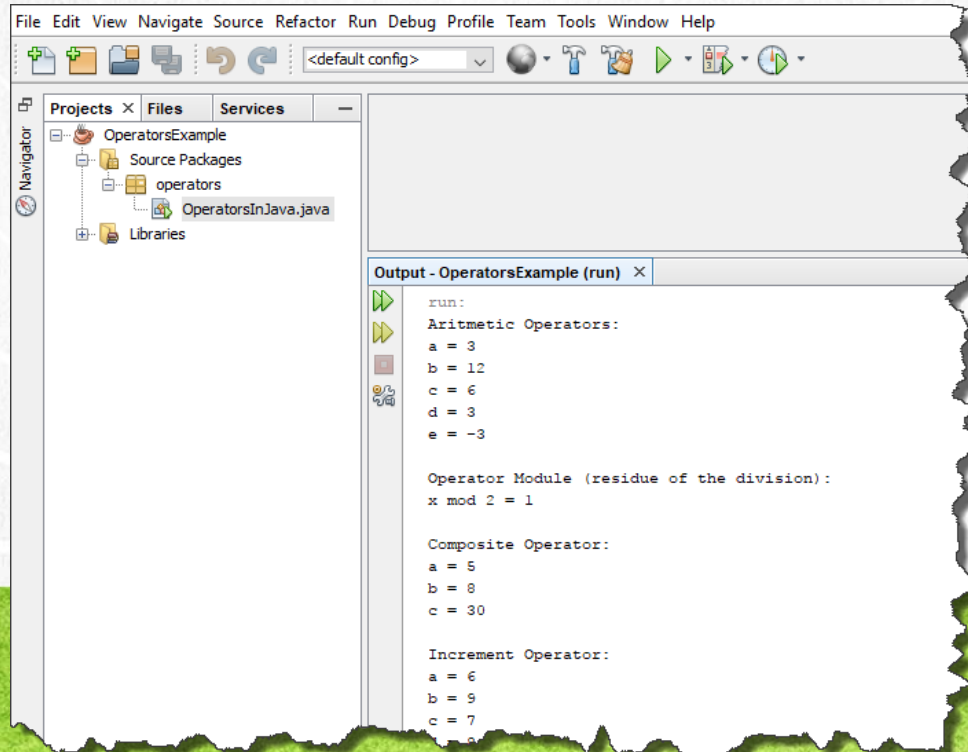 File Edit View Navigate Source Refactor Run Debug Profile Team Tools Window Help
<default config>
Projects Files Services
Navigator
OperatorsExample
Source Packages
operators
OperatorsInJava.java
Libraries
Output - OperatorsExample (run)
run:
Aritmetic Operators:
a = 3
b = 12
c = 6
d = 3
e = -3
Operator Module (residue of the division):
x mod 2 = 1
Composite Operator:
a = 5
b = 8
c = 30
Increment Operator:
a = 6
b = 9
c = 7